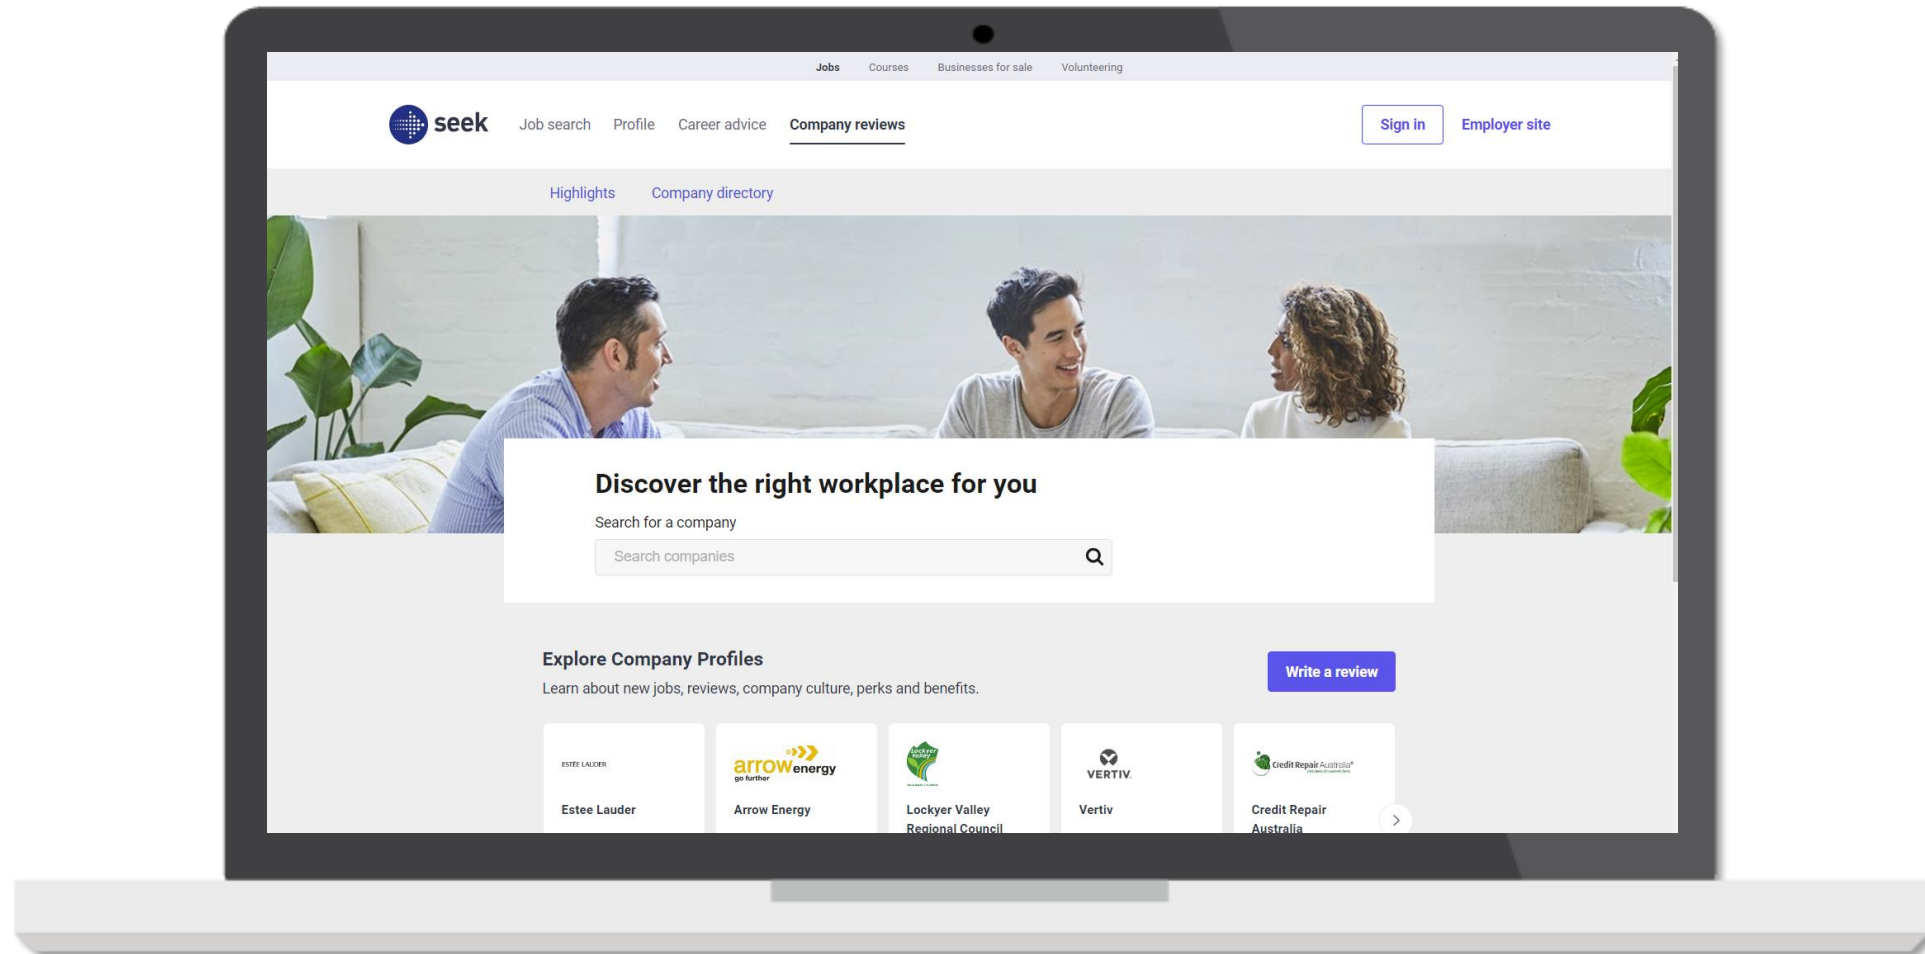 Jobs Courses Businesses for sale Volunteering
seek Job search Profile Career advice Company reviews Sign in Employer site
Highlights Company directory
Discover the right workplace for you
Search for a company
Search companies
Explore Company Profiles
Write a review
Learn about new jobs, reviews, company culture, perks and benefits.
ESTĒE LAUDER
arrowenergy
go further
Lockyer
Valley
VERTIV.
Credit Repair Australia®
Estee Lauder
Arrow Energy
Lockyer Valley
Regional Council
Vertiv
Credit Repair
Australia